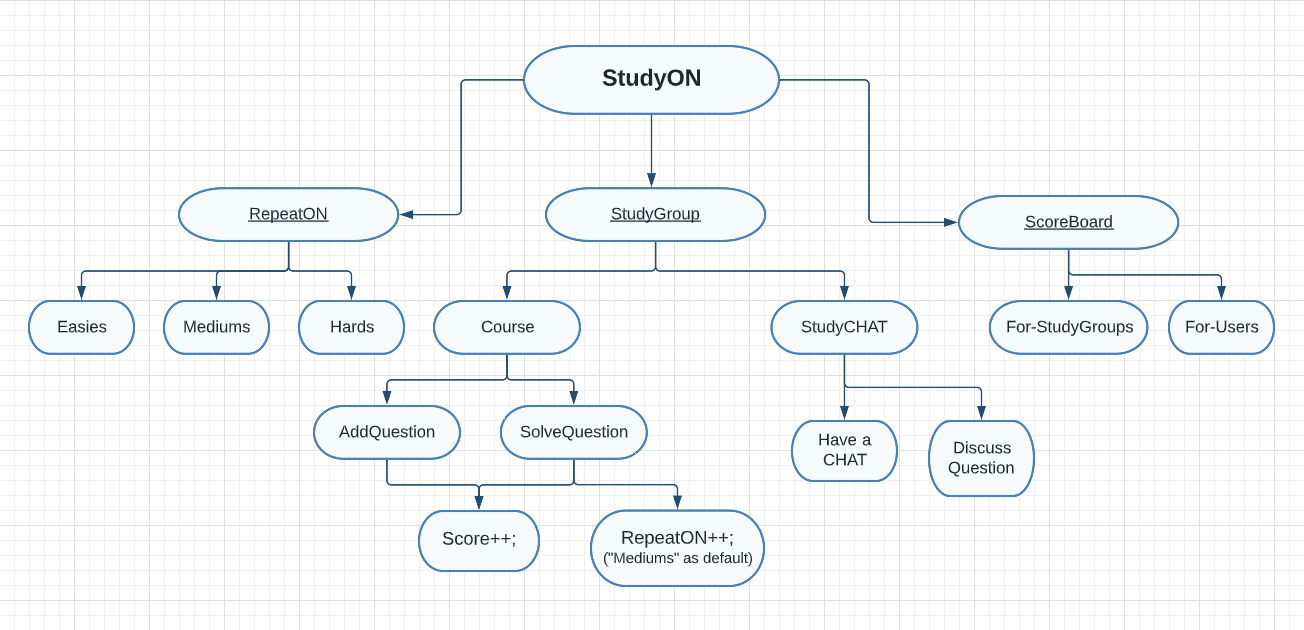 StudyON
RepeatON
StudyGroup
ScoreBoard
Easies
Mediums
Hards
Course
StudyCHAT
For-StudyGroups
For-Users
AddQuestion
SolveQuestion
Have a
CHAT
Discuss
Question
Score++;
RepeatON++;
("Mediums" as default)